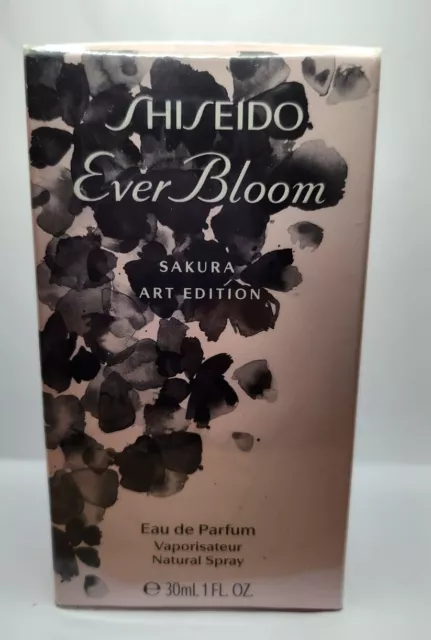 SHISEIDO
Ever Bloom
SAKURA
ART EDITION
Eau de Parfum
Vaporisateur
Natural Spray
℮ 30mL 1 FL. OZ.